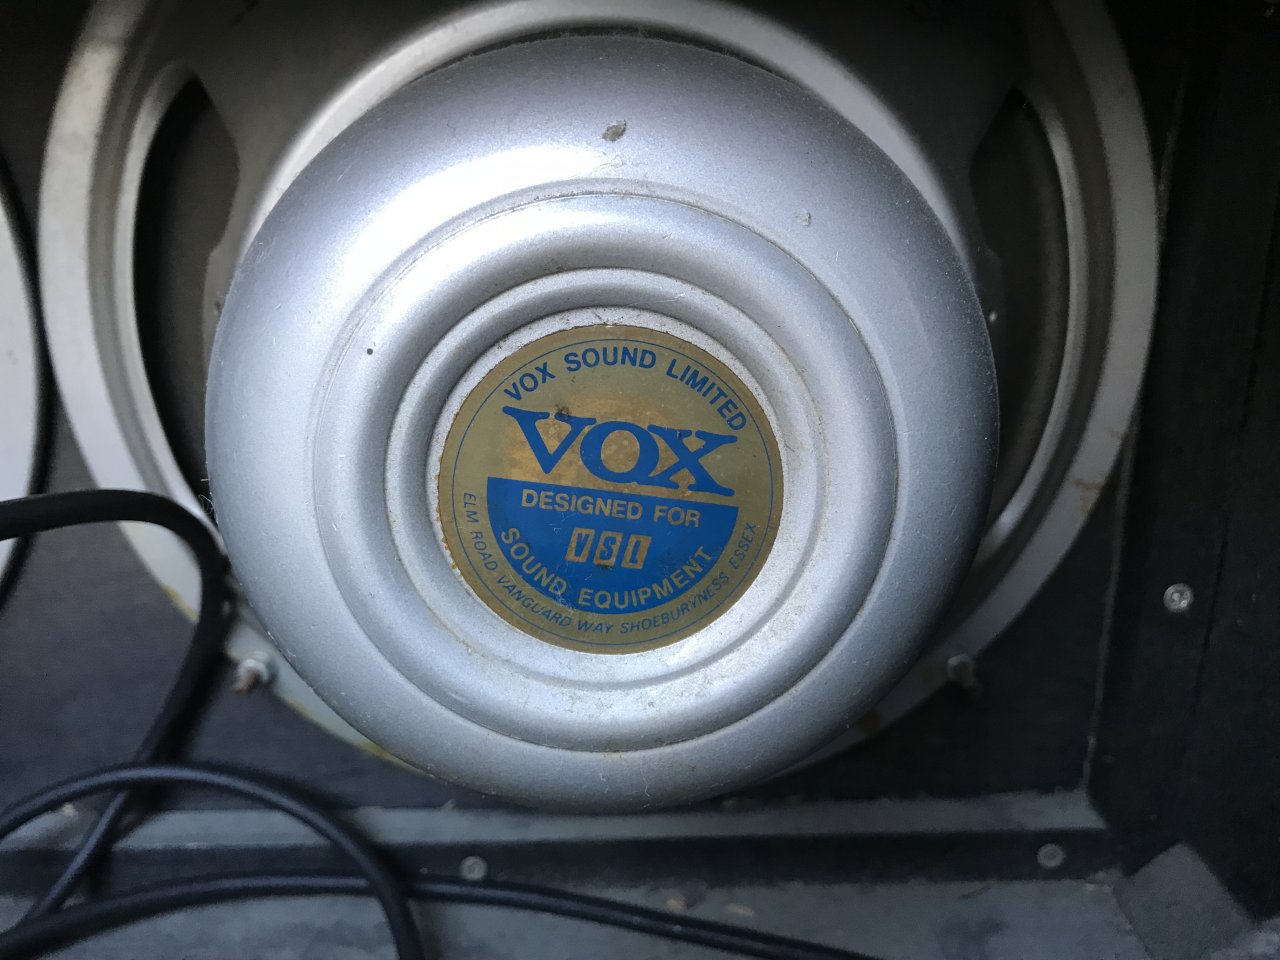 VOX SOUND LIMITED
VOX
DESIGNED FOR
VSL
SOUND EQUIPMENT
ELM ROAD VANGUARD WAY SHOEBURYNESS ESSEX